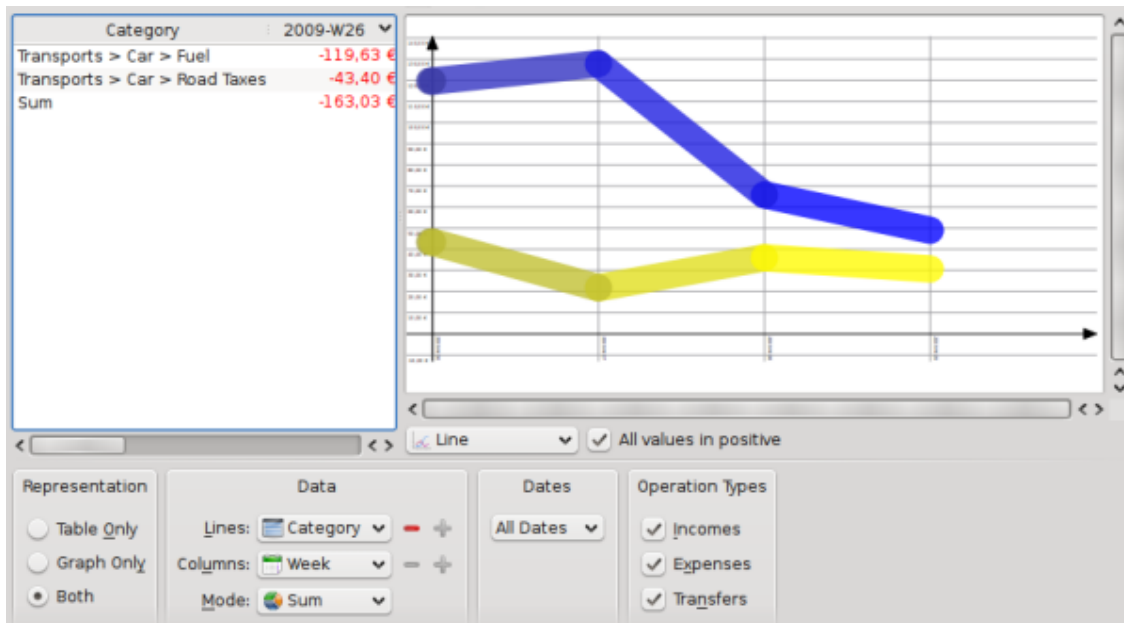 Category 2009-W26
Transports > Car > Fuel -119,63 €
Transports > Car > Road Taxes -43,40 €
Sum -163,03 €
Line
All values in positive
Representation
Table Only
Graph Only
Both
Data
Lines: Category
Columns: Week
Mode: Sum
Dates
All Dates
Operation Types
Incomes
Expenses
Transfers